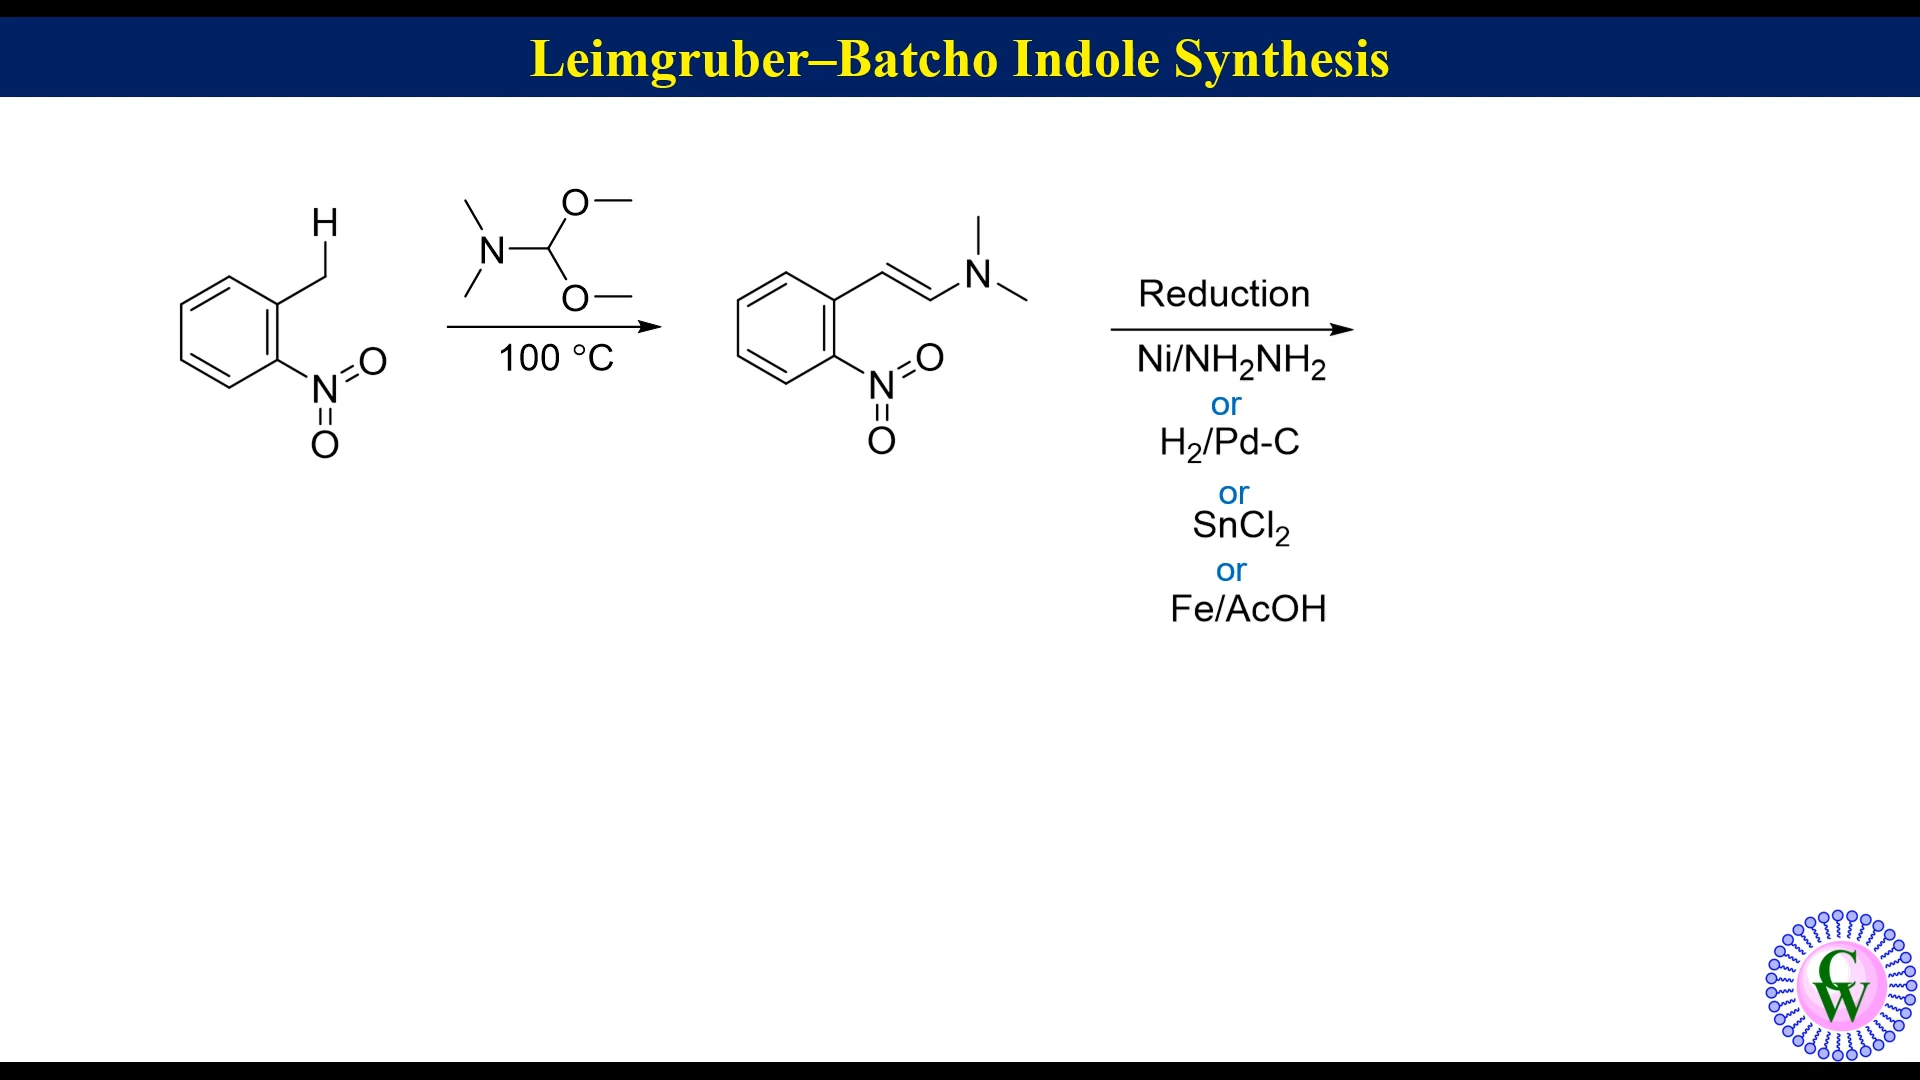 Leimgruber–Batcho Indole Synthesis
H
N
O
O
N
O
O
100 °C
N
N
O
O
Reduction
Ni/NH₂NH₂
or
H₂/Pd-C
or
SnCl₂
or
Fe/AcOH
C
W